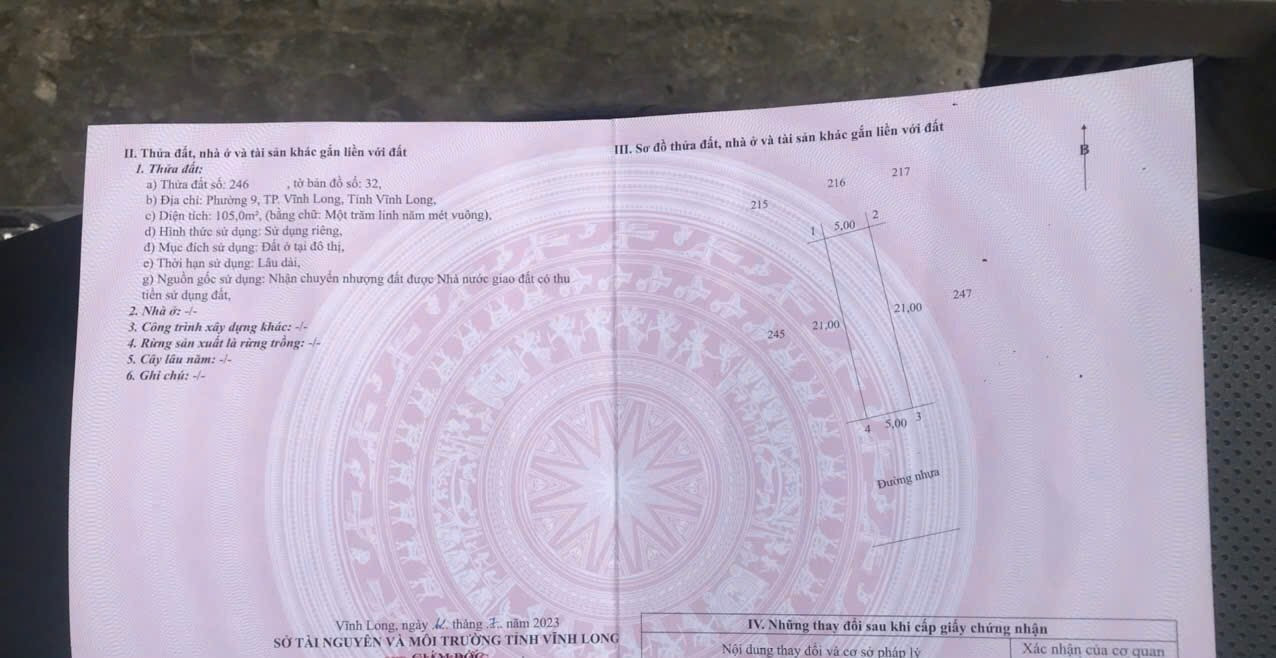 II. Thửa đất, nhà ở và tài sản khác gắn liền với đất
1. Thửa đất:
a) Thửa đất số: 246 , tờ bản đồ số: 32,
b) Địa chỉ: Phường 9, TP. Vĩnh Long, Tỉnh Vĩnh Long,
c) Diện tích: 105,0m², (bằng chữ: Một trăm linh năm mét vuông),
d) Hình thức sử dụng: Sử dụng riêng,
đ) Mục đích sử dụng: Đất ở tại đô thị,
e) Thời hạn sử dụng: Lâu dài,
g) Nguồn gốc sử dụng: Nhận chuyển nhượng đất được Nhà nước giao đất có thu
tiền sử dụng đất,
2. Nhà ở: -/-
3. Công trình xây dựng khác: -/-
4. Rừng sản xuất là rừng trồng: -/-
5. Cây lâu năm: -/-
6. Ghi chú: -/-
Vĩnh Long, ngày tháng 7 năm 2023
SỞ TÀI NGUYÊN VÀ MÔI TRƯỜNG TỈNH VĨNH LONG
III. Sơ đồ thửa đất, nhà ở và tài sản khác gắn liền với đất
B
217
216
215
2
1
5,00
247
21,00
21,00
245
3
5,00
4
Đường nhựa
IV. Những thay đổi sau khi cấp giấy chứng nhận
Nội dung thay đổi và cơ sở pháp lý
Xác nhận của cơ quan